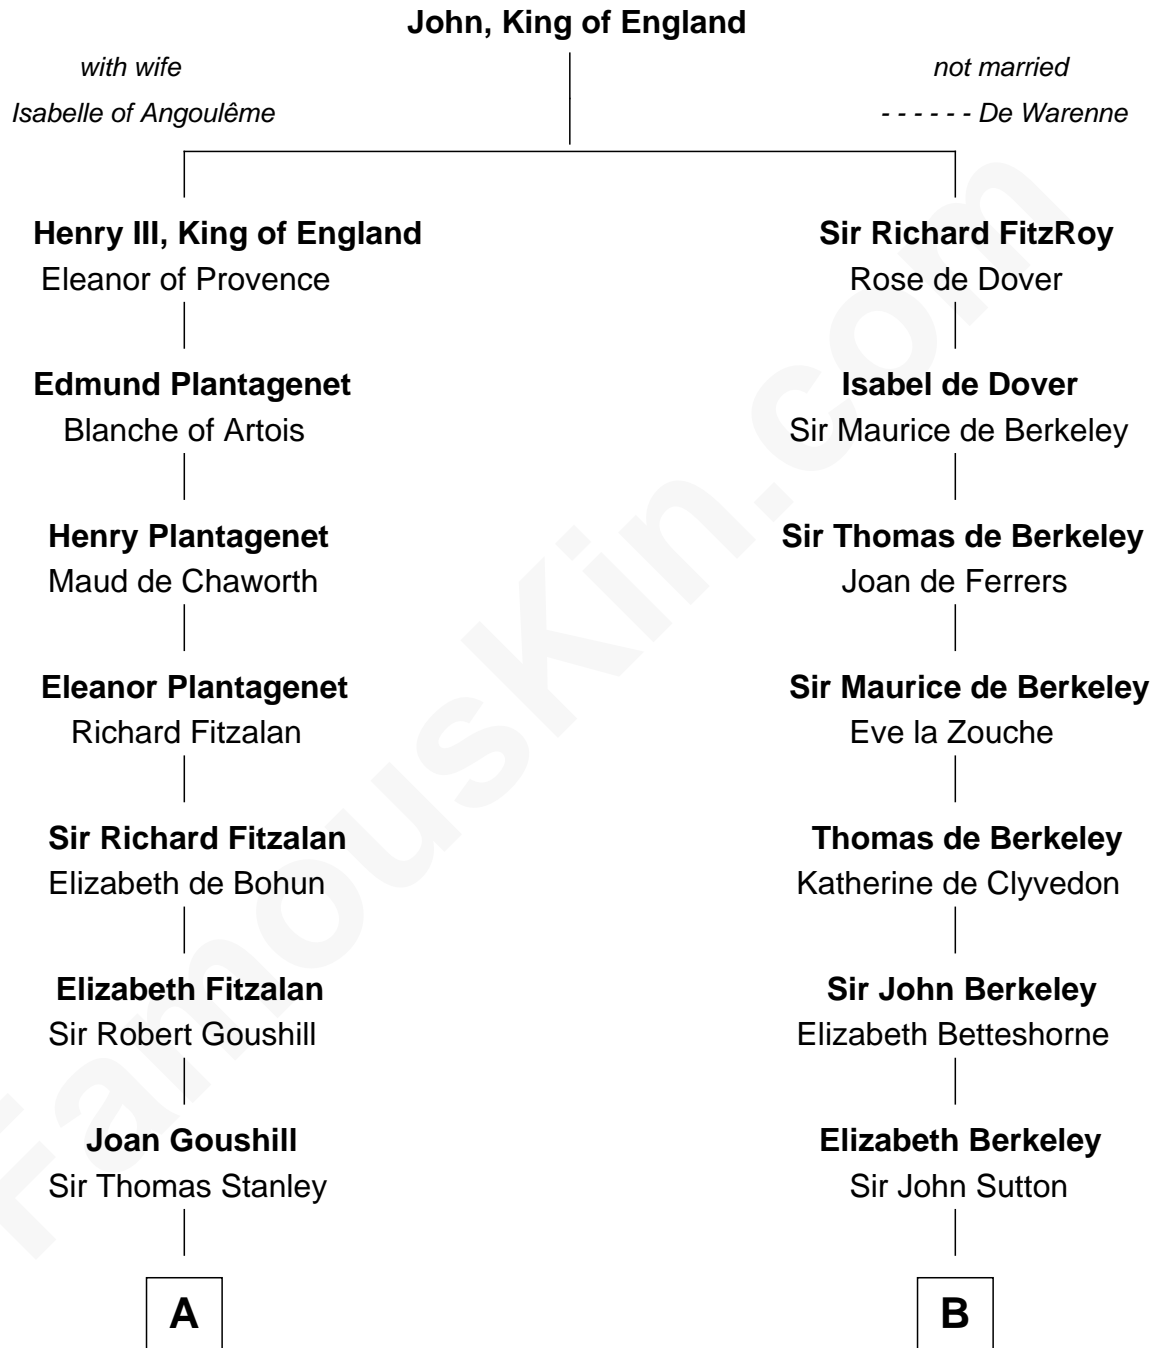 John, King of England
with wife
Isabelle of Angoulême
not married
- - - - - - De Warenne
Henry III, King of England
Eleanor of Provence
Sir Richard FitzRoy
Rose de Dover
Edmund Plantagenet
Blanche of Artois
Isabel de Dover
Sir Maurice de Berkeley
Henry Plantagenet
Maud de Chaworth
Sir Thomas de Berkeley
Joan de Ferrers
Eleanor Plantagenet
Richard Fitzalan
Sir Maurice de Berkeley
Eve la Zouche
Sir Richard Fitzalan
Elizabeth de Bohun
Thomas de Berkeley
Katherine de Clyvedon
Elizabeth Fitzalan
Sir Robert Goushill
Sir John Berkeley
Elizabeth Betteshorne
Joan Goushill
Sir Thomas Stanley
Elizabeth Berkeley
Sir John Sutton
A
B
FamousKin.com